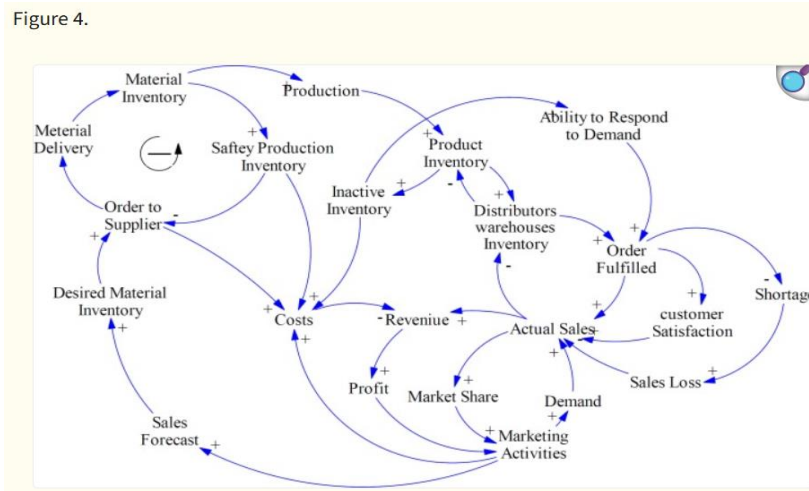 Figure 4.
Material
Inventory
Production
Ability to Respond
to Demand
Meterial
Delivery
Saftey Production
Inventory
Product
Inventory
Inactive
Inventory
Order to
Supplier
Distributors
warehouses
Inventory
Order
Fulfilled
Desired Material
Inventory
Shortag
Costs
Reveniue
Actual Sales
customer
Satisfaction
Profit
Market Share
Demand
Sales Loss
Sales
Forecast
Marketing
Activities